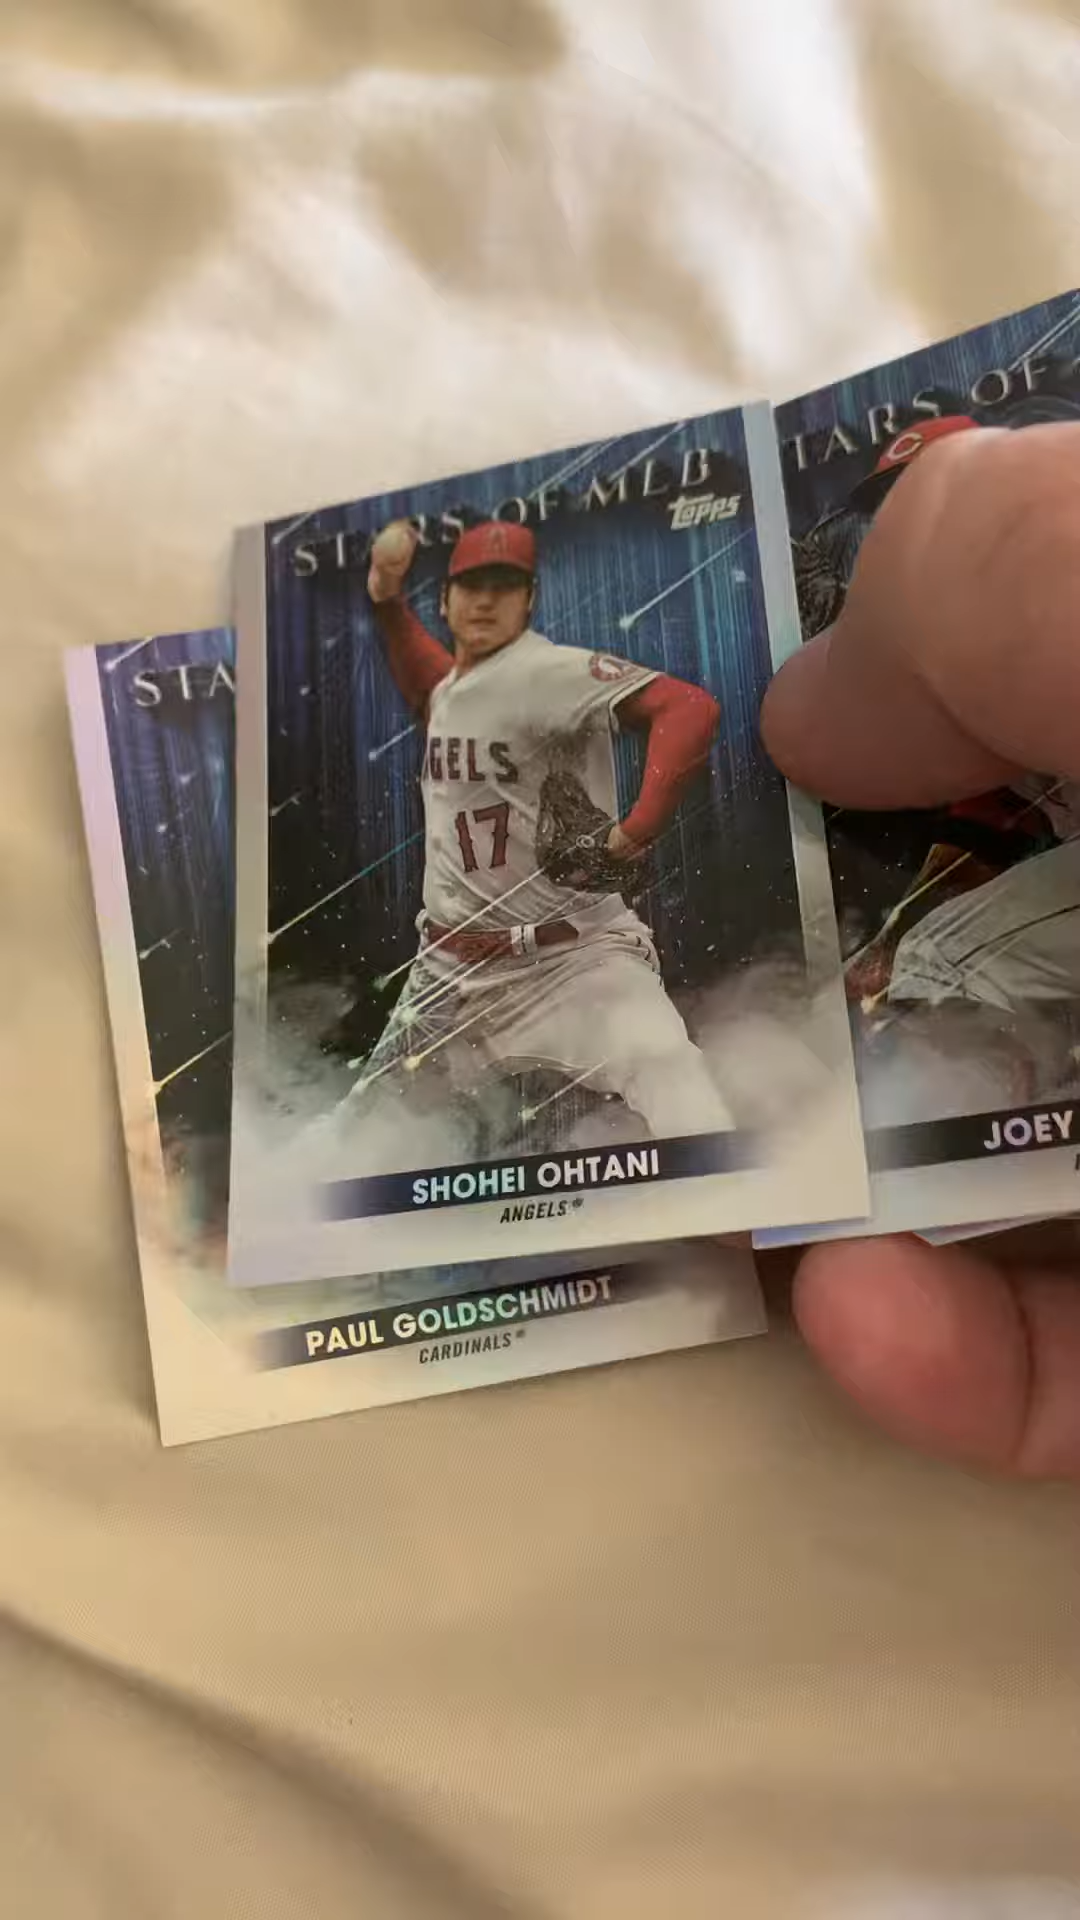 STARS OF MLB
Topps
ANGELS
17
SHOHEI OHTANI
ANGELS®
STA
PAUL GOLDSCHMIDT
CARDINALS®
TARS OF
C
JOEY